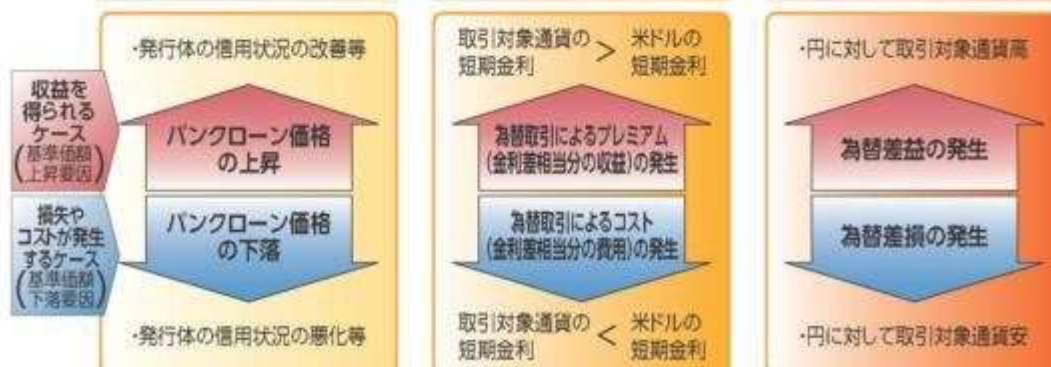 収益を
得られる
ケース
(基準価額
上昇要因)
損失や
コストが発生
するケース
(基準価額
下落要因)
・発行体の信用状況の改善等
バンクローン価格
の上昇
バンクローン価格
の下落
・発行体の信用状況の悪化等
取引対象通貨の > 米ドルの
短期金利 短期金利
為替取引によるプレミアム
(金利差相当分の収益)の発生
為替取引によるコスト
(金利差相当分の費用)の発生
取引対象通貨の < 米ドルの
短期金利 短期金利
・円に対して取引対象通貨高
為替差益の発生
為替差損の発生
・円に対して取引対象通貨安